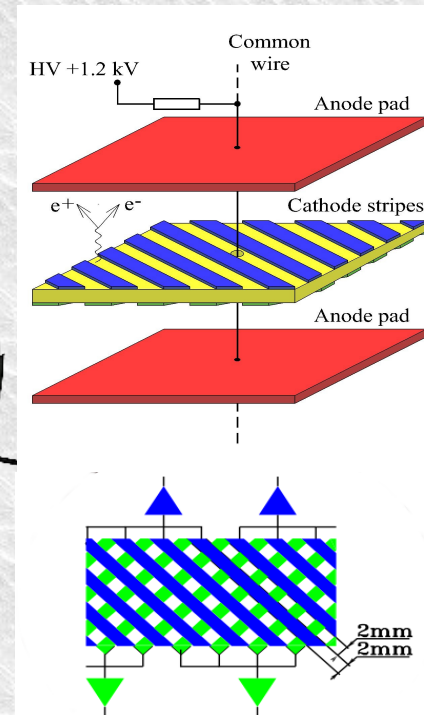 Common
wire
HV +1.2 kV
Anode pad
e+ e-
Cathode stripes
Anode pad
2mm
2mm